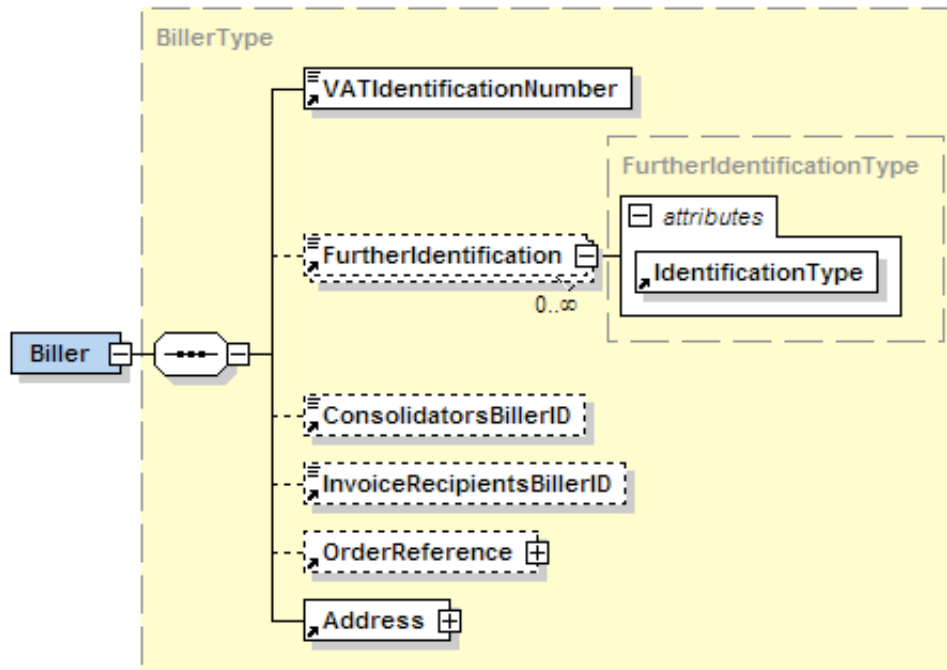 BillerType
VATIdentificationNumber
FurtherIdentificationType
attributes
FurtherIdentification
IdentificationType
0..∞
Biller
ConsolidatorsBillerID
InvoiceRecipientsBillerID
OrderReference
Address